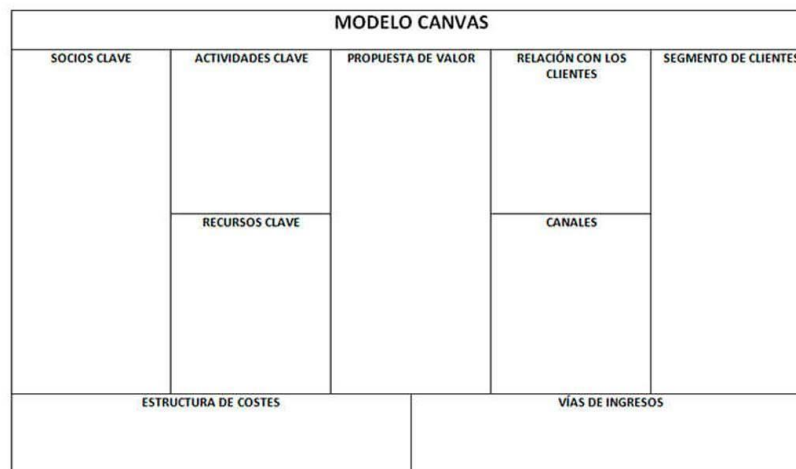 MODELO CANVAS
SOCIOS CLAVE
ACTIVIDADES CLAVE
PROPUESTA DE VALOR
RELACIÓN CON LOS
CLIENTES
SEGMENTO DE CLIENTES
RECURSOS CLAVE
CANALES
ESTRUCTURA DE COSTES
VÍAS DE INGRESOS